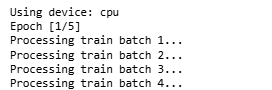 Using device: cpu
Epoch [1/5]
Processing train batch 1...
Processing train batch 2...
Processing train batch 3...
Processing train batch 4...